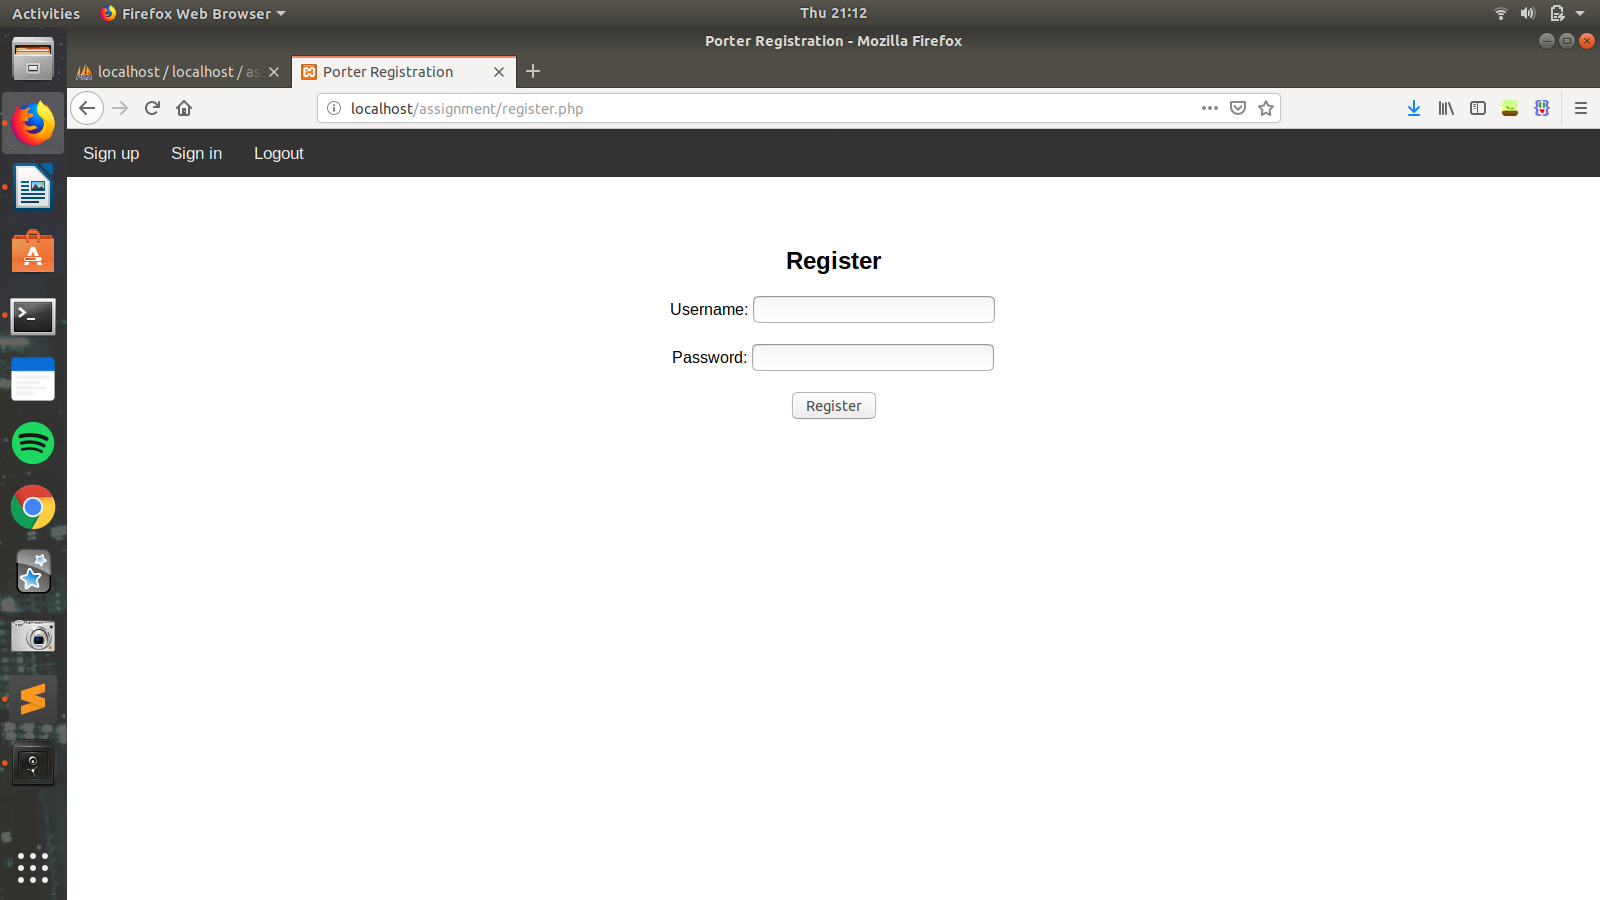 Activities
Firefox Web Browser
Thu 21:12
Porter Registration - Mozilla Firefox
localhost / localhost / as
Porter Registration
localhost/assignment/register.php
Sign up
Sign in
Logout
Register
Username:
Password:
Register